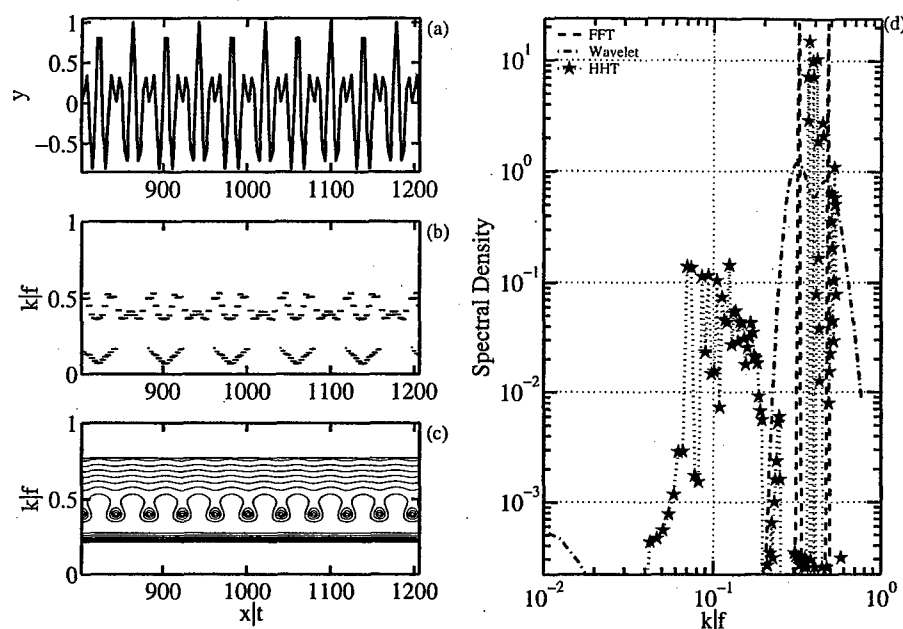 (a)
1
0.5
0
−0.5
y
900 1000 1100 1200
(b)
1
0.5
0
k|f
900 1000 1100 1200
(c)
1
0.5
0
k|f
900 1000 1100 1200
x|t
(d)
FFT
Wavelet
HHT
10^1
10^0
10^-1
10^-2
10^-3
Spectral Density
10^-2 10^-1 10^0
k|f